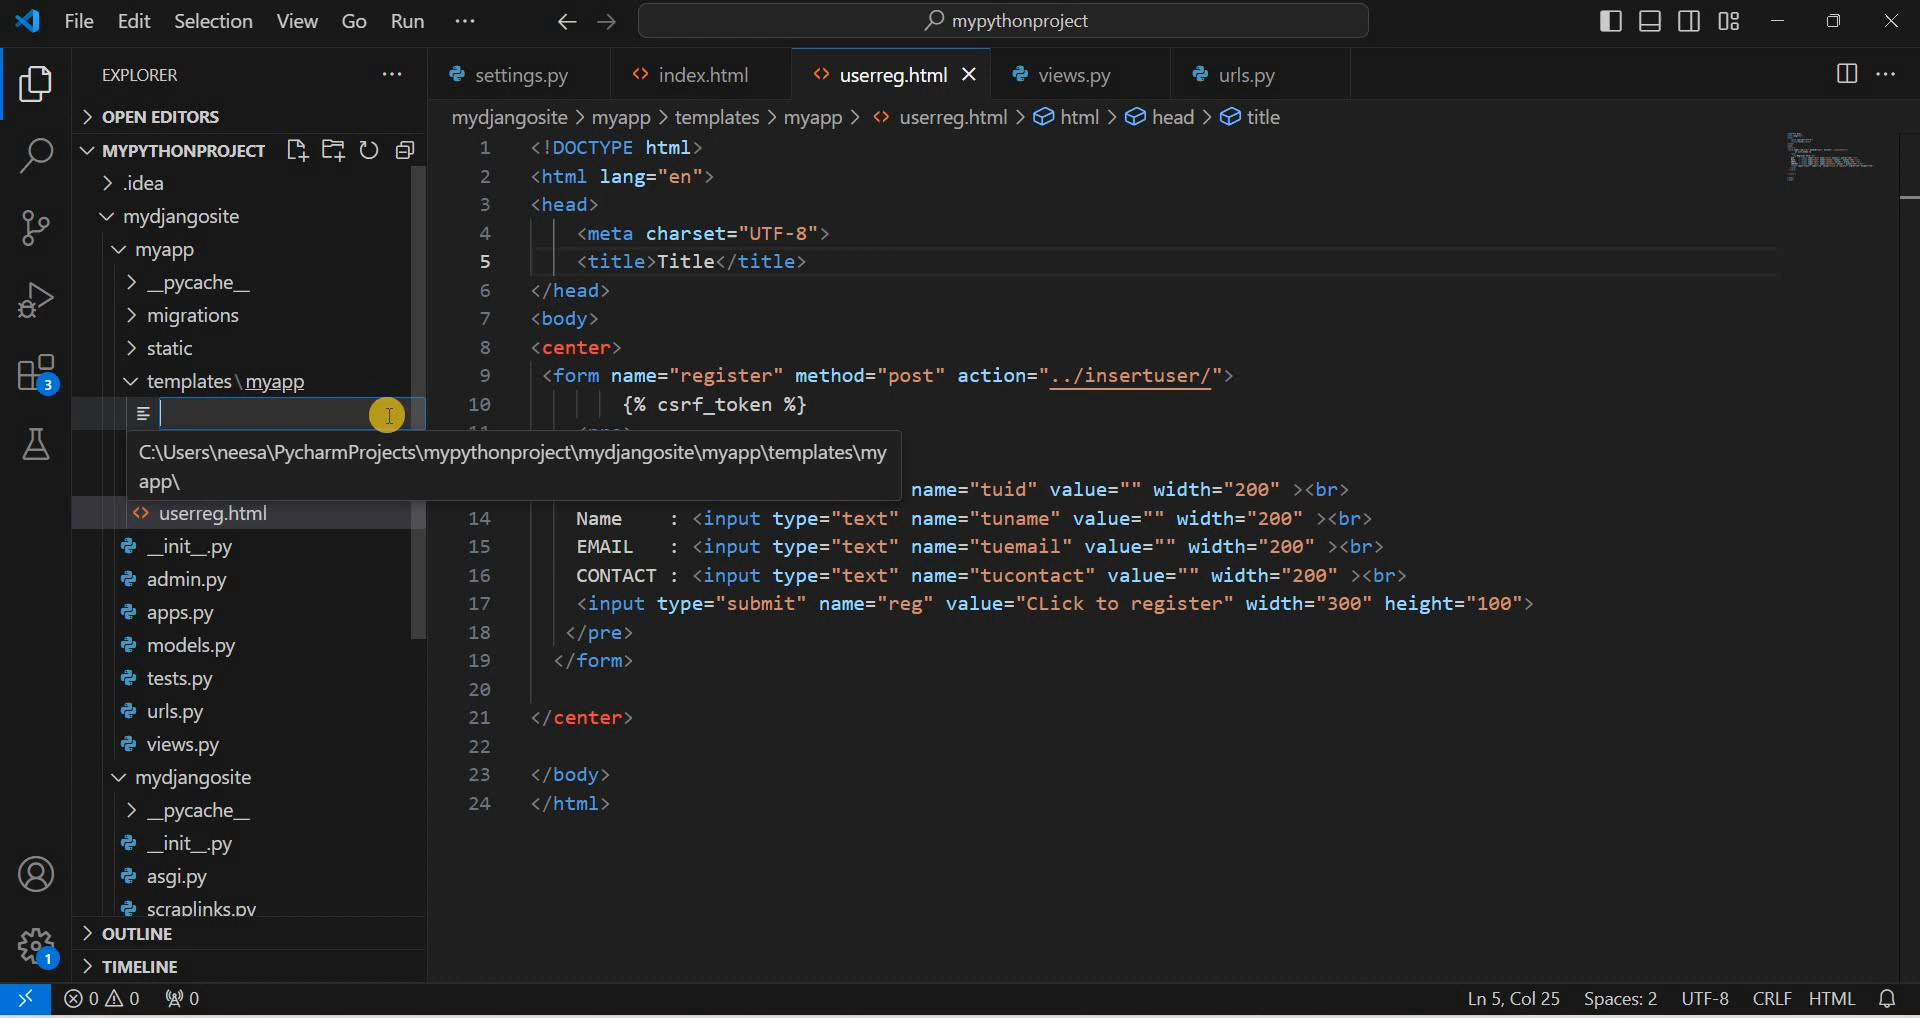 File Edit Selection View Go Run ··· mypythonproject
EXPLORER ···
settings.py index.html userreg.html views.py urls.py ···
OPEN EDITORS
mydjangosite > myapp > templates > myapp > <> userreg.html > html > head > title
MYPYTHONPROJECT
.idea
mydjangosite
myapp
__pycache__
migrations
static
templates\myapp
C:\Users\neesa\PycharmProjects\mypythonproject\mydjangosite\myapp\templates\my
app\
userreg.html
__init__.py
admin.py
apps.py
models.py
tests.py
urls.py
views.py
mydjangosite
__pycache__
__init__.py
asgi.py
scraplinks.py
OUTLINE
TIMELINE
3
1
1 <!DOCTYPE html>
2 <html lang="en">
3 <head>
4 <meta charset="UTF-8">
5 <title>Title</title>
6 </head>
7 <body>
8 <center>
9 <form name="register" method="post" action="../insertuser/">
10 {% csrf_token %}
name="tuid" value="" width="200" ><br>
14 Name : <input type="text" name="tuname" value="" width="200" ><br>
15 EMAIL : <input type="text" name="tuemail" value="" width="200" ><br>
16 CONTACT : <input type="text" name="tucontact" value="" width="200" ><br>
17 <input type="submit" name="reg" value="CLick to register" width="300" height="100">
18 </pre>
19 </form>
20
21 </center>
22
23 </body>
24 </html>
0 0 0 Ln 5, Col 25 Spaces: 2 UTF-8 CRLF HTML